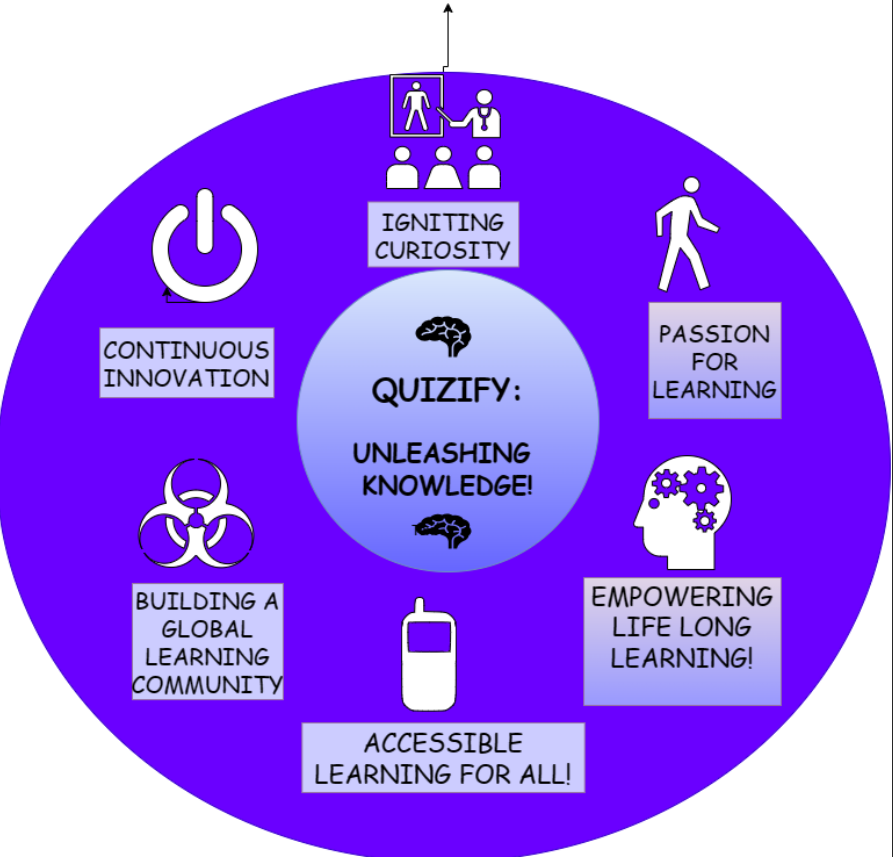 IGNITING
CURIOSITY
PASSION
FOR
LEARNING
CONTINUOUS
INNOVATION
QUIZIFY:
UNLEASHING
KNOWLEDGE!
EMPOWERING
LIFE LONG
LEARNING!
BUILDING A
GLOBAL
LEARNING
COMMUNITY
ACCESSIBLE
LEARNING FOR ALL!